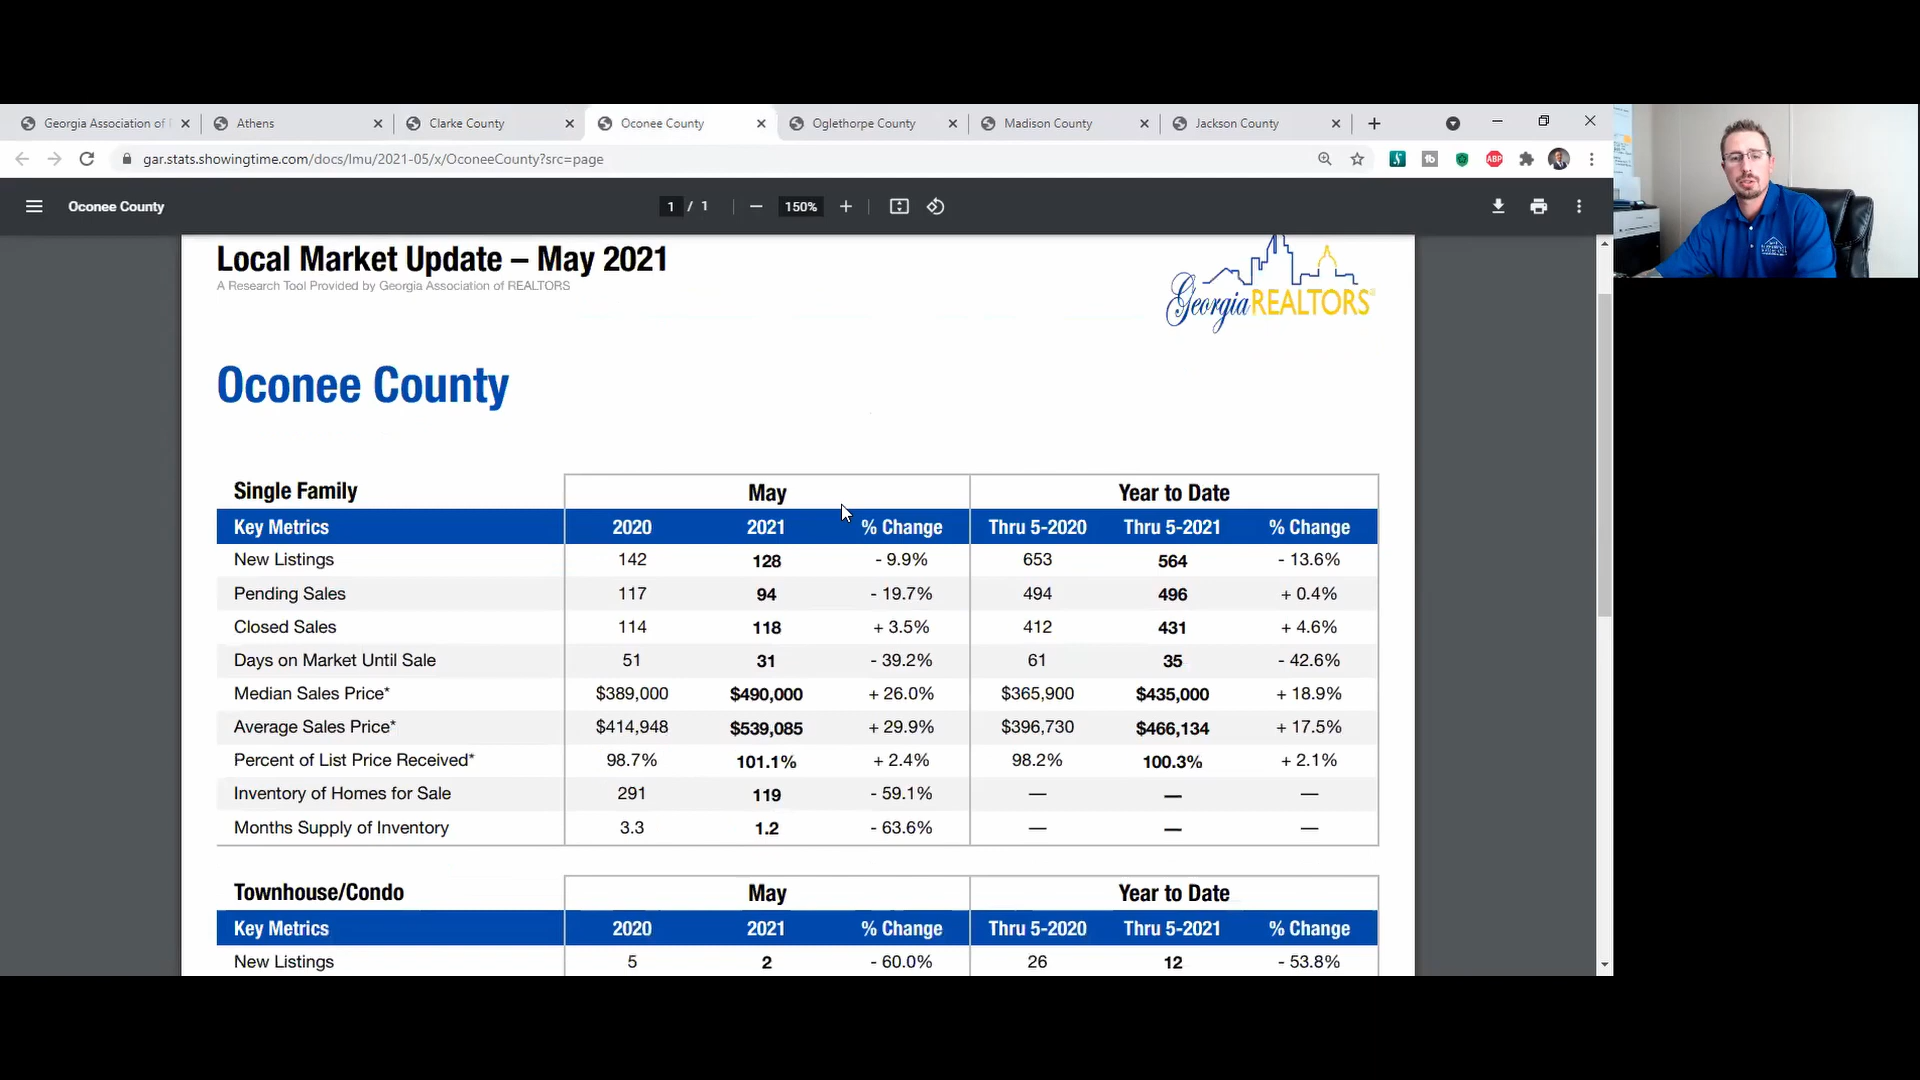 Georgia Association of
Athens
Clarke County
Oconee County
Oglethorpe County
Madison County
Jackson County
gar.stats.showingtime.com/docs/lmu/2021-05/x/OconeeCounty?src=page
ABP
Oconee County
1 / 1
150%
Local Market Update – May 2021
A Research Tool Provided by Georgia Association of REALTORS
Georgia REALTORS®
Oconee County
Single Family May Year to Date
Key Metrics 2020 2021 % Change Thru 5-2020 Thru 5-2021 % Change
New Listings 142 128 - 9.9% 653 564 - 13.6%
Pending Sales 117 94 - 19.7% 494 496 + 0.4%
Closed Sales 114 118 + 3.5% 412 431 + 4.6%
Days on Market Until Sale 51 31 - 39.2% 61 35 - 42.6%
Median Sales Price* $389,000 $490,000 + 26.0% $365,900 $435,000 + 18.9%
Average Sales Price* $414,948 $539,085 + 29.9% $396,730 $466,134 + 17.5%
Percent of List Price Received* 98.7% 101.1% + 2.4% 98.2% 100.3% + 2.1%
Inventory of Homes for Sale 291 119 - 59.1% — — —
Months Supply of Inventory 3.3 1.2 - 63.6% — — —
Townhouse/Condo May Year to Date
Key Metrics 2020 2021 % Change Thru 5-2020 Thru 5-2021 % Change
New Listings 5 2 - 60.0% 26 12 - 53.8%